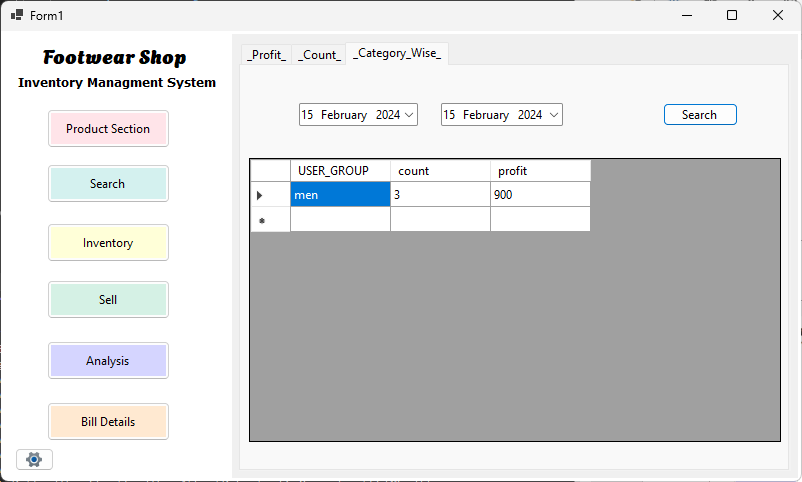 Form1
Footwear Shop
Inventory Managment System
Product Section
Search
Inventory
Sell
Analysis
Bill Details
_Profit_ _Count_ _Category_Wise_
15 February 2024 15 February 2024 Search
USER_GROUP count profit
men 3 900